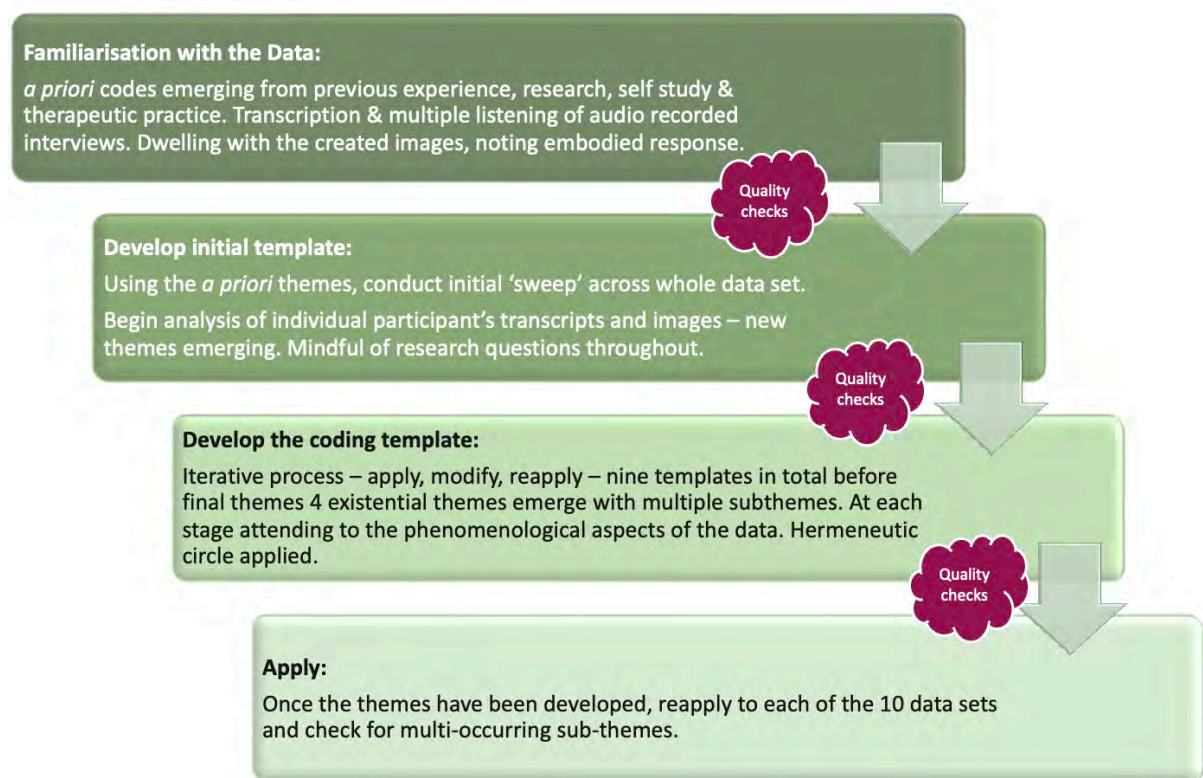 Familiarisation with the Data:
a priori codes emerging from previous experience, research, self study &
therapeutic practice. Transcription & multiple listening of audio recorded
interviews. Dwelling with the created images, noting embodied response.
Quality
checks
Develop initial template:
Using the a priori themes, conduct initial ‘sweep’ across whole data set.
Begin analysis of individual participant’s transcripts and images – new
themes emerging. Mindful of research questions throughout.
Quality
checks
Develop the coding template:
Iterative process – apply, modify, reapply – nine templates in total before
final themes 4 existential themes emerge with multiple subthemes. At each
stage attending to the phenomenological aspects of the data. Hermeneutic
circle applied.
Quality
checks
Apply:
Once the themes have been developed, reapply to each of the 10 data sets
and check for multi-occurring sub-themes.